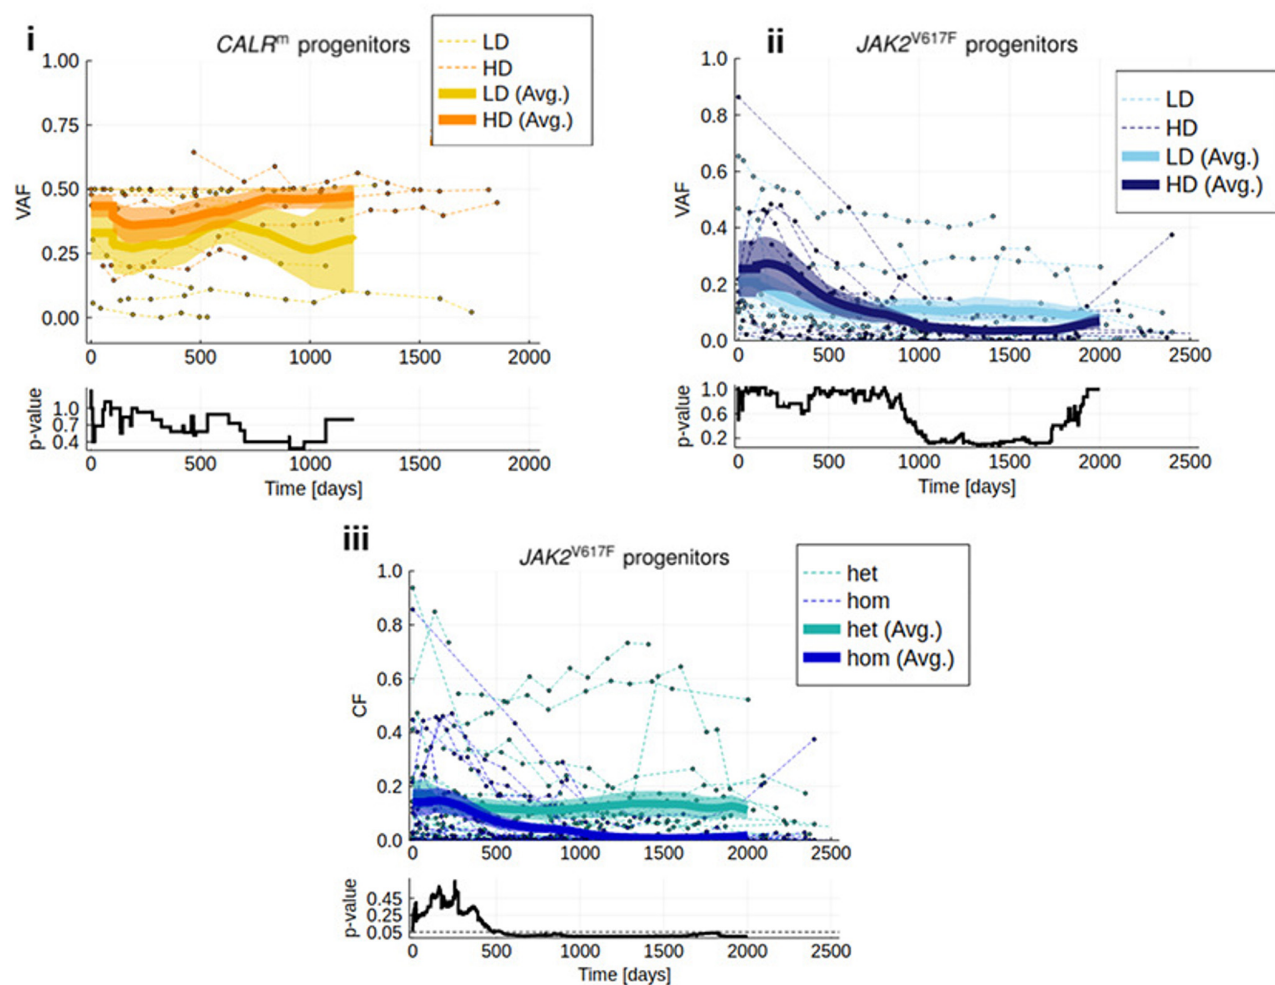 i
CALRᵐ progenitors
LD
HD
LD (Avg.)
HD (Avg.)
1.00
0.75
0.50
0.25
0.00
VAF
0 500 1000 1500 2000
p-value
1.0
0.7
0.4
0 500 1000 1500 2000
Time [days]
ii
JAK2ⱽ⁶¹⁷ᶠ progenitors
LD
HD
LD (Avg.)
HD (Avg.)
1.0
0.8
0.6
0.4
0.2
0.0
VAF
0 500 1000 1500 2000 2500
p-value
1.0
0.6
0.2
0 500 1000 1500 2000 2500
Time [days]
iii
JAK2ⱽ⁶¹⁷ᶠ progenitors
het
hom
het (Avg.)
hom (Avg.)
1.0
0.8
0.6
0.4
0.2
0.0
CF
0 500 1000 1500 2000 2500
p-value
0.45
0.25
0.05
0 500 1000 1500 2000 2500
Time [days]